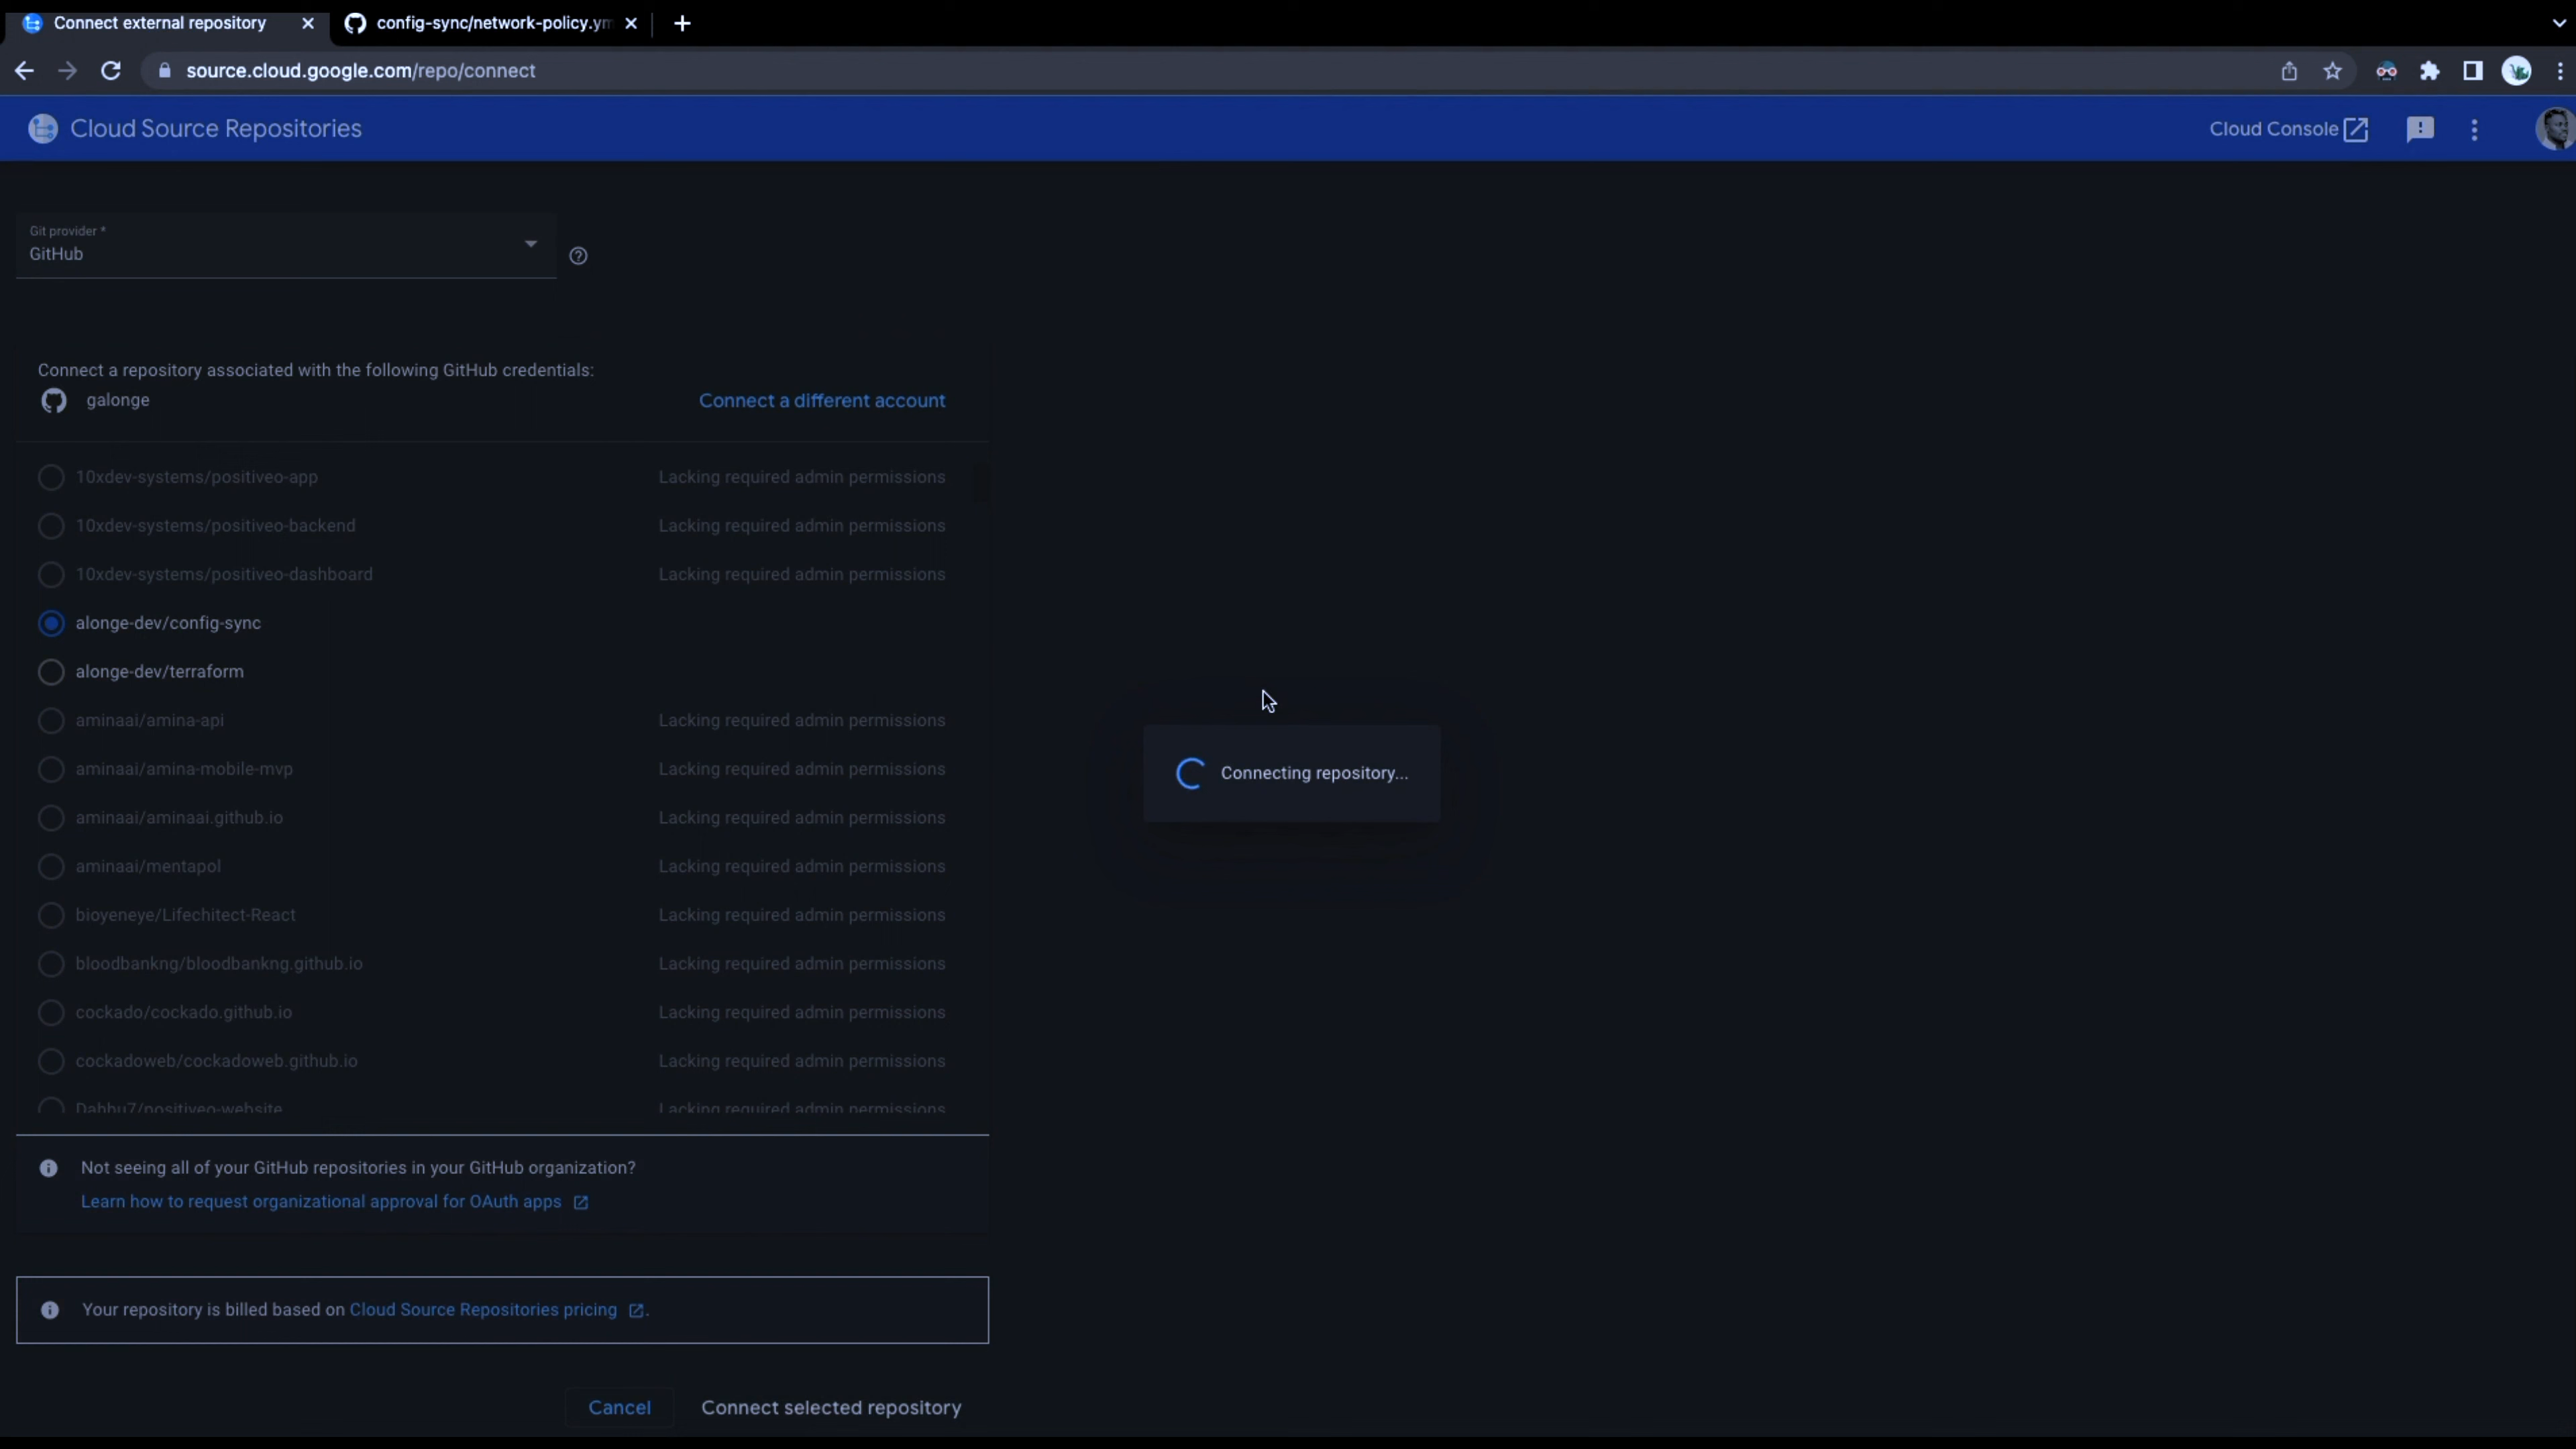 Connect external repository
config-sync/network-policy.ym
source.cloud.google.com/repo/connect
Cloud Source Repositories
Cloud Console
Git provider *
GitHub
Connect a repository associated with the following GitHub credentials:
galonge
Connect a different account
10xdev-systems/positiveo-app Lacking required admin permissions
10xdev-systems/positiveo-backend Lacking required admin permissions
10xdev-systems/positiveo-dashboard Lacking required admin permissions
alonge-dev/config-sync
alonge-dev/terraform
aminaai/amina-api Lacking required admin permissions
aminaai/amina-mobile-mvp Lacking required admin permissions
aminaai/aminaai.github.io Lacking required admin permissions
aminaai/mentapol Lacking required admin permissions
bioyeneye/Lifechitect-React Lacking required admin permissions
bloodbankng/bloodbankng.github.io Lacking required admin permissions
cockado/cockado.github.io Lacking required admin permissions
cockadoweb/cockadoweb.github.io Lacking required admin permissions
Dahhu7/positiveo-website Lacking required admin permissions
Connecting repository...
Not seeing all of your GitHub repositories in your GitHub organization?
Learn how to request organizational approval for OAuth apps
Your repository is billed based on Cloud Source Repositories pricing .
Cancel
Connect selected repository